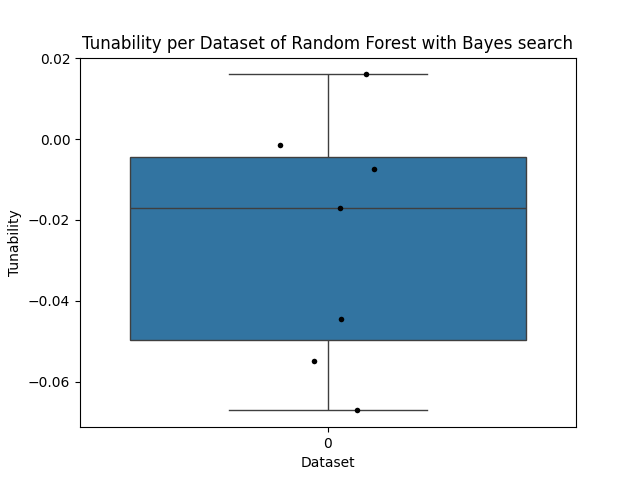 Tunability per Dataset of Random Forest with Bayes search
0.02
0.00
−0.02
−0.04
−0.06
Tunability
0
Dataset